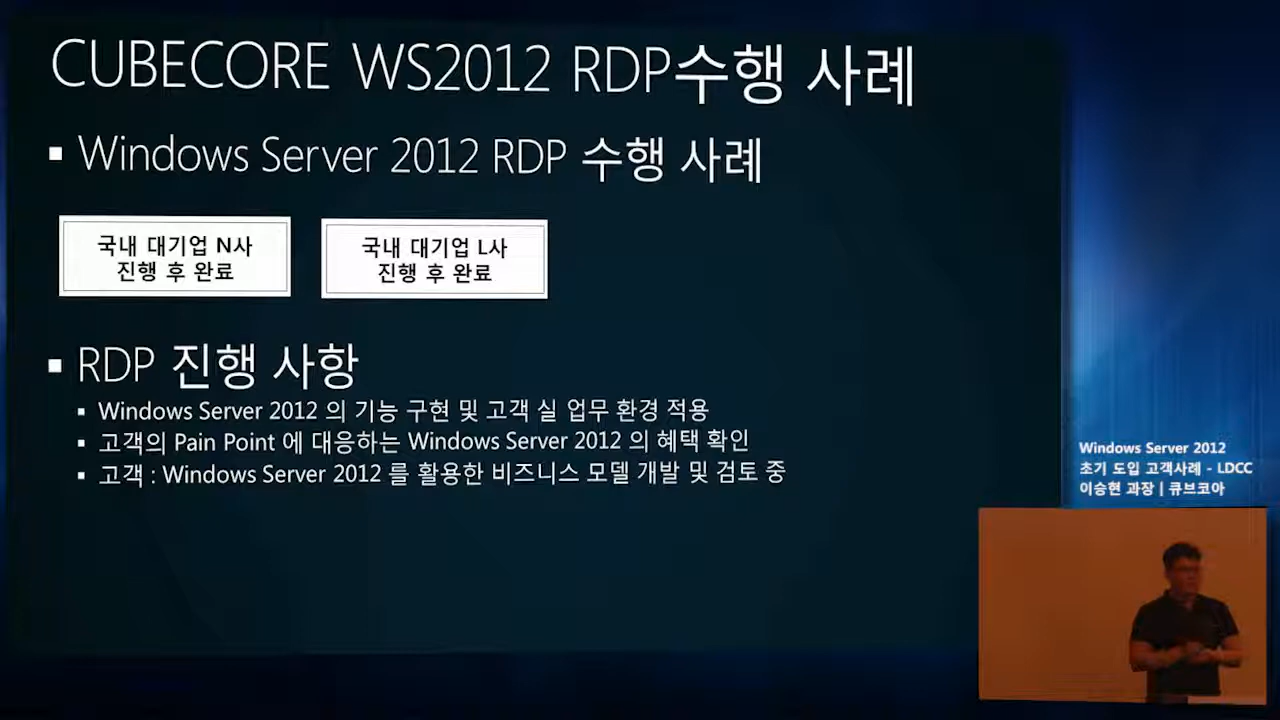 CUBECORE WS2012 RDP수행 사례
▪ Windows Server 2012 RDP 수행 사례
국내 대기업 N사
진행 후 완료
국내 대기업 L사
진행 후 완료
▪ RDP 진행 사항
▪ Windows Server 2012 의 기능 구현 및 고객 실 업무 환경 적용
▪ 고객의 Pain Point 에 대응하는 Windows Server 2012 의 혜택 확인
▪ 고객 : Windows Server 2012 를 활용한 비즈니스 모델 개발 및 검토 중
Windows Server 2012
초기 도입 고객사례 - LDCC
이승현 과장 | 큐브코아